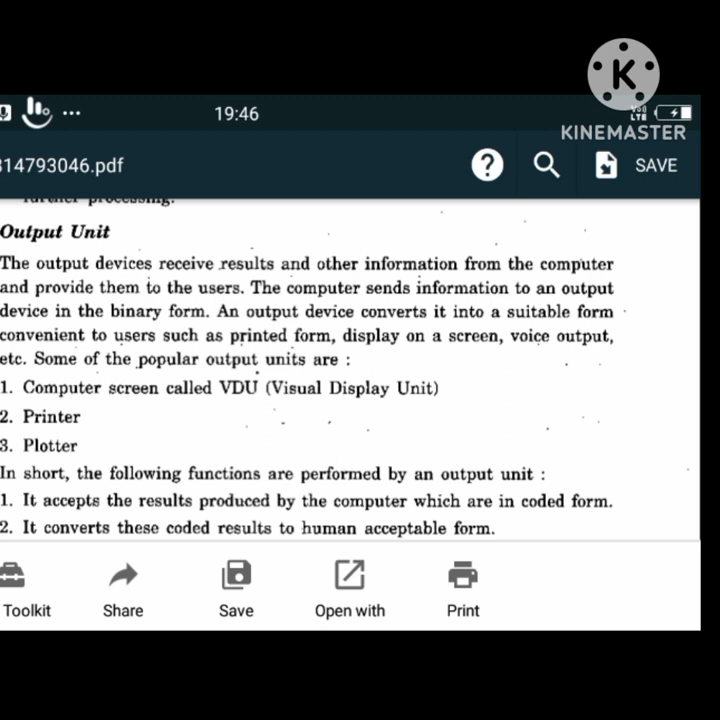 K
KINEMASTER
19:46
LTE
314793046.pdf
SAVE
further processing.
Output Unit
The output devices receive results and other information from the computer
and provide them to the users. The computer sends information to an output
device in the binary form. An output device converts it into a suitable form
convenient to users such as printed form, display on a screen, voice output,
etc. Some of the popular output units are :
1. Computer screen called VDU (Visual Display Unit)
2. Printer
3. Plotter
In short, the following functions are performed by an output unit :
1. It accepts the results produced by the computer which are in coded form.
2. It converts these coded results to human acceptable form.
Toolkit
Share
Save
Open with
Print